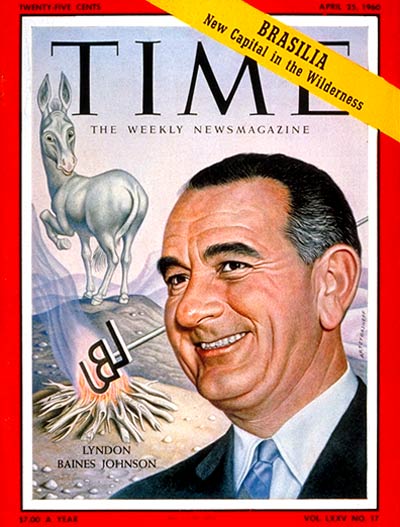 TWENTY-FIVE CENTS
APRIL 25, 1960
BRASILIA
New Capital in the Wilderness
TIME
THE WEEKLY NEWSMAGAZINE
LBJ
LYNDON
BAINES JOHNSON
$7.00 A YEAR
VOL. LXXV NO. 17